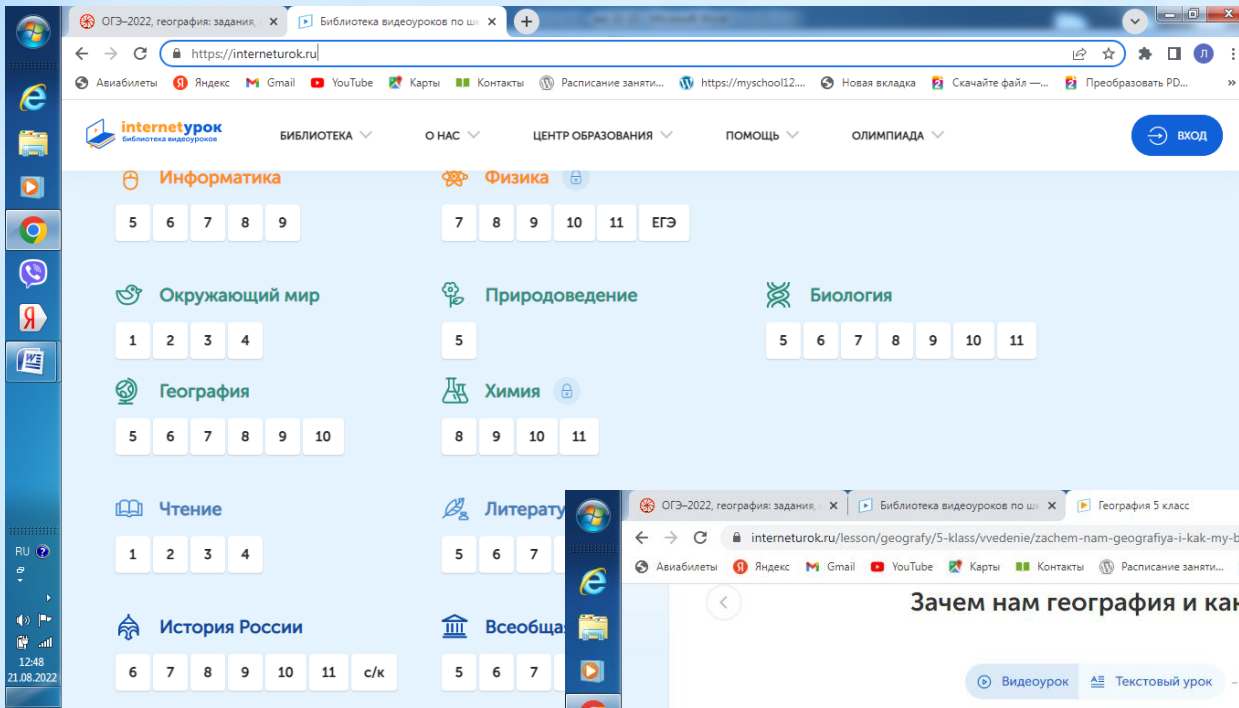 ОГЭ–2022, география: задания,
Библиотека видеоуроков по шк
https://interneturok.ru
Л
Авиабилеты Яндекс Gmail YouTube Карты Контакты Расписание заняти... https://myschool12.... Новая вкладка Скачайте файл —... Преобразовать PD... »
internetурок
библиотека видеоуроков
БИБЛИОТЕКА О НАС ЦЕНТР ОБРАЗОВАНИЯ ПОМОЩЬ ОЛИМПИАДА ВХОД
Информатика Физика
5 6 7 8 9 7 8 9 10 11 ЕГЭ
Окружающий мир Природоведение Биология
1 2 3 4 5 5 6 7 8 9 10 11
География Химия
5 6 7 8 9 10 8 9 10 11
Чтение Литерату
1 2 3 4 5 6 7
История России Всеобща
6 7 8 9 10 11 с/к 5 6 7
RU
12:48
21.08.2022
ОГЭ–2022, география: задания, Библиотека видеоуроков по шк География 5 класс
interneturok.ru/lesson/geografy/5-klass/vvedenie/zachem-nam-geografiya-i-kak-my-b
Авиабилеты Яндекс Gmail YouTube Карты Контакты Расписание заняти...
Зачем нам география и как
Видеоурок Текстовый урок